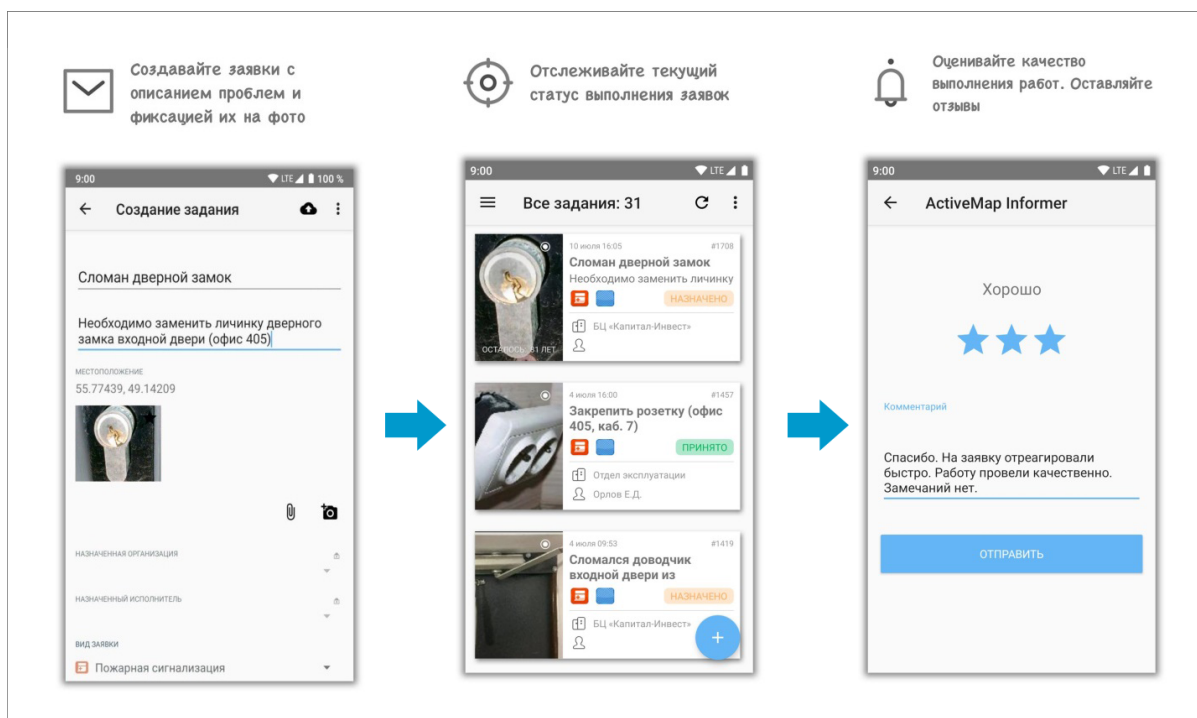 Создавайте заявки с
описанием проблем и
фиксацией их на фото
9:00
LTE
100 %
Создание задания
Сломан дверной замок
Необходимо заменить личинку дверного
замка входной двери (офис 405)
МЕСТОПОЛОЖЕНИЕ
55.77439, 49.14209
НАЗНАЧЕННАЯ ОРГАНИЗАЦИЯ
НАЗНАЧЕННЫЙ ИСПОЛНИТЕЛЬ
ВИД ЗАЯВКИ
Пожарная сигнализация
Отслеживайте текущий
статус выполнения заявок
9:00
LTE
Все задания: 31
10 июля 16:05
#1708
Сломан дверной замок
Необходимо заменить личинку
НАЗНАЧЕНО
БЦ «Капитал-Инвест»
ОСТАЛОСЬ: 31 ЛЕТ
4 июля 16:00
#1457
Закрепить розетку (офис
405, каб. 7)
ПРИНЯТО
Отдел эксплуатации
Орлов Е.Д.
4 июля 09:53
#1419
Сломался доводчик
входной двери из
НАЗНАЧЕНО
БЦ «Капитал-Инвест»
Оценивайте качество
выполнения работ. Оставляйте
отзывы
9:00
LTE
ActiveMap Informer
Хорошо
Комментарий
Спасибо. На заявку отреагировали
быстро. Работу провели качественно.
Замечаний нет.
ОТПРАВИТЬ